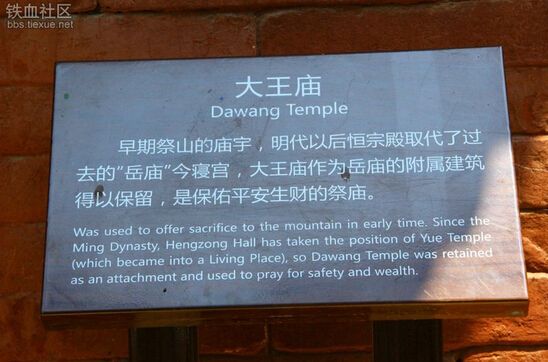 铁血社区
bbs.tiexue.net
大王庙
Dawang Temple
早期祭山的庙宇，明代以后恒宗殿取代了过
去的“岳庙”今寝宫，大王庙作为岳庙的附属建筑
得以保留，是保佑平安生财的祭庙。
Was used to offer sacrifice to the mountain in early time. Since the
Ming Dynasty, Hengzong Hall has taken the position of Yue Temple
(which became into a Living Place), so Dawang Temple was retained
as an attachment and used to pray for safety and wealth.